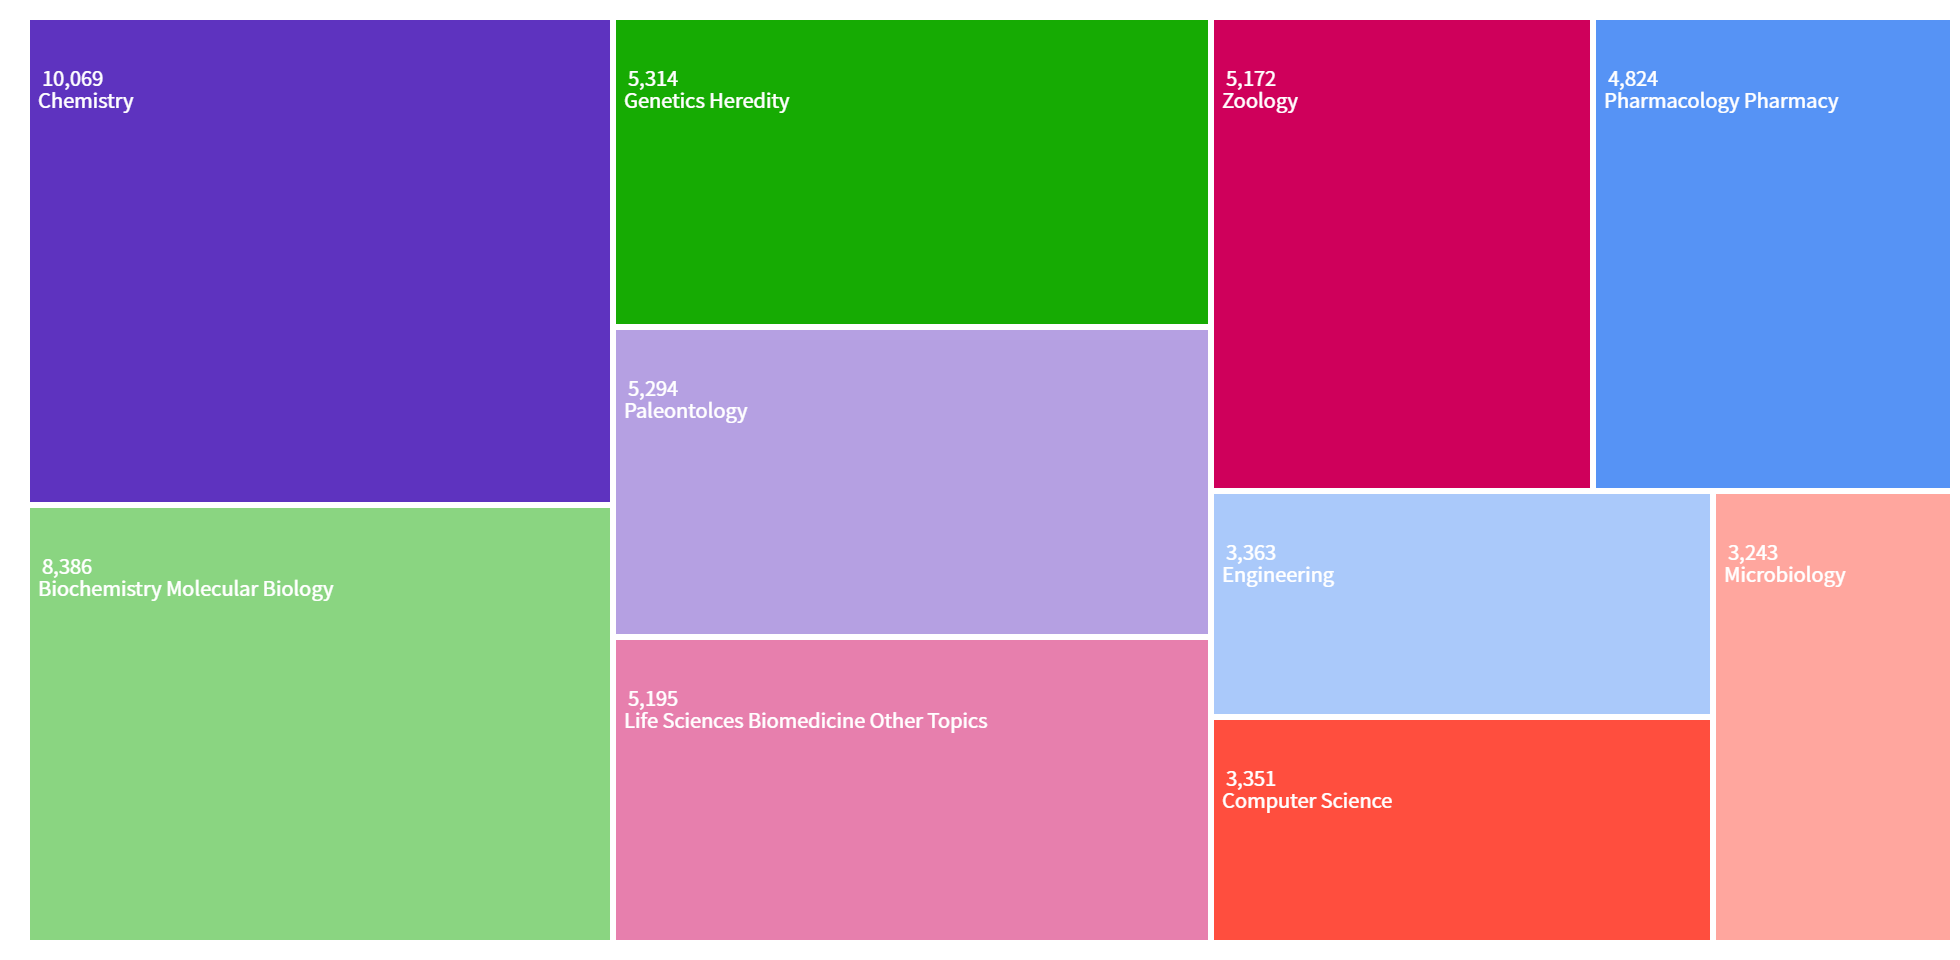 10,069
Chemistry
8,386
Biochemistry Molecular Biology
5,314
Genetics Heredity
5,294
Paleontology
5,195
Life Sciences Biomedicine Other Topics
5,172
Zoology
4,824
Pharmacology Pharmacy
3,363
Engineering
3,351
Computer Science
3,243
Microbiology